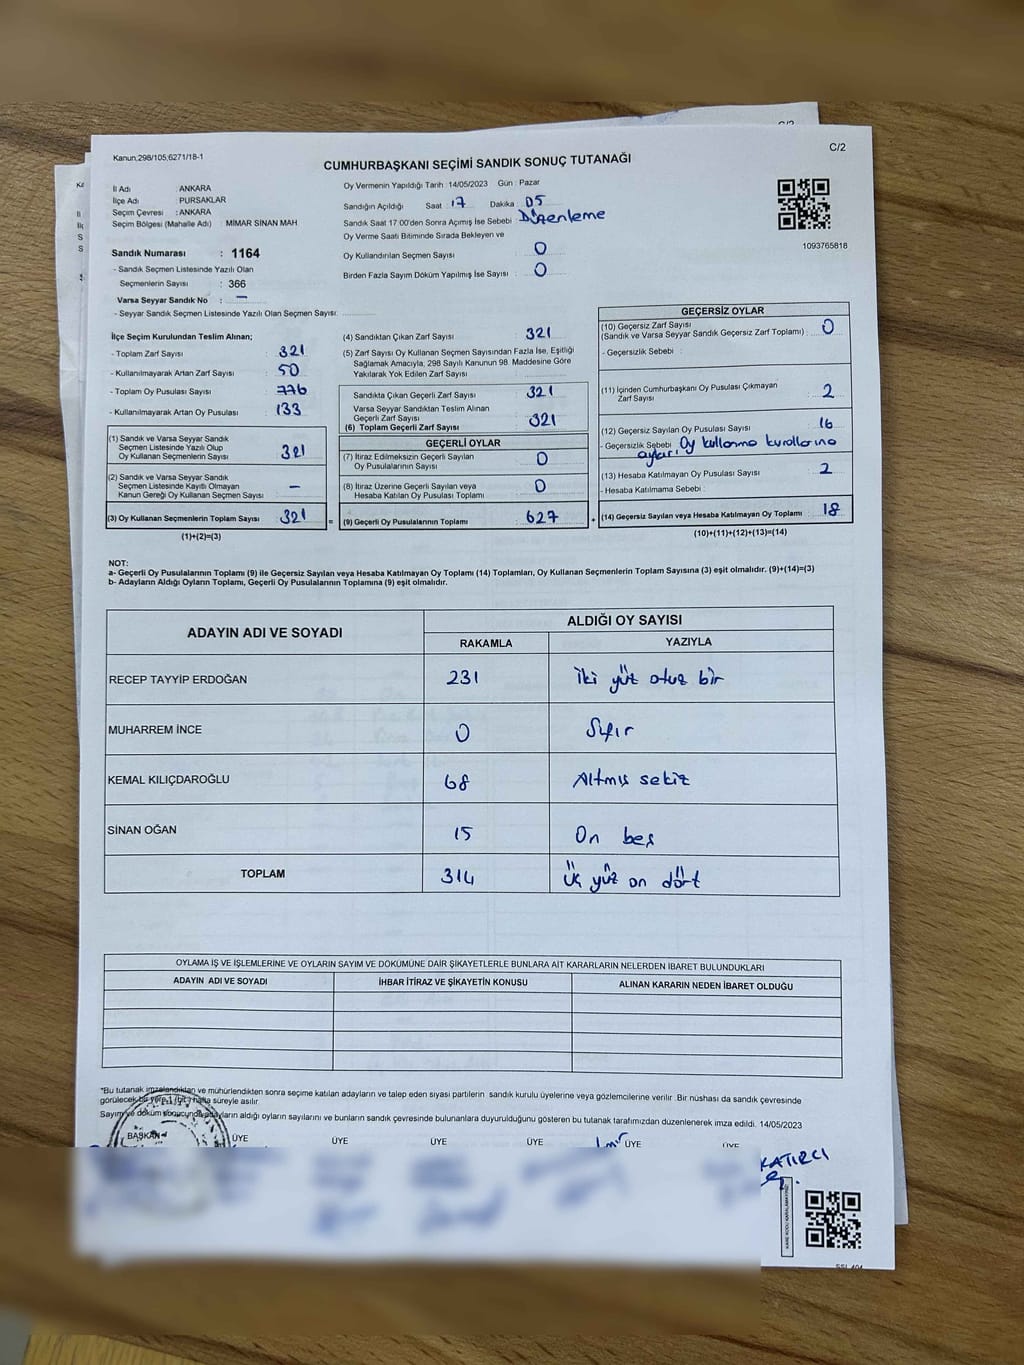 C/2
Kanun:298/105,6271/18-1
CUMHURBAŞKANI SEÇİMİ SANDIK SONUÇ TUTANAĞI
İl Adı : ANKARA
İlçe Adı : PURSAKLAR
Seçim Çevresi : ANKARA
Seçim Bölgesi (Mahalle Adı) : MİMAR SİNAN MAH
Oy Vermenin Yapıldığı Tarih :14/05/2023 Gün : Pazar
Sandığın Açıldığı Saat : 17 Dakika : 05
Sandık Saat 17:00'den Sonra Açımış İse Sebebi : Düzenleme
Oy Verme Saati Bitiminde Sırada Bekleyen ve
Oy Kullandırılan Seçmen Sayısı : 0
Birden Fazla Sayım Döküm Yapılmış İse Sayısı : 0
1093765818
Sandık Numarası : 1164
- Sandık Seçmen Listesinde Yazılı Olan
Seçmenlerin Sayısı : 366
Varsa Seyyar Sandık No : —
- Seyyar Sandık Seçmen Listesinde Yazılı Olan Seçmen Sayısı:
İlçe Seçim Kurulundan Teslim Alınan;
- Toplam Zarf Sayısı : 321
- Kullanılmayarak Artan Zarf Sayısı : 50
- Toplam Oy Pusulası Sayısı : 776
- Kullanılmayarak Artan Oy Pusulası : 133
(1) Sandık ve Varsa Seyyar Sandık
Seçmen Listesinde Yazılı Olup
Oy Kullanan Seçmenlerin Sayısı : 321
(2) Sandık ve Varsa Seyyar Sandık
Seçmen Listesinde Kayıtlı Olmayan
Kanun Gereği Oy Kullanan Seçmen Sayısı : —
(3) Oy Kullanan Seçmenlerin Toplam Sayısı : 321 =
(1)+(2)=(3)
(4) Sandıktan Çıkan Zarf Sayısı : 321
(5) Zarf Sayısı Oy Kullanan Seçmen Sayısından Fazla İse, Eşitliği
Sağlamak Amacıyla, 298 Sayılı Kanunun 98. Maddesine Göre
Yakılarak Yok Edilen Zarf Sayısı :
Sandıkta Çıkan Geçerli Zarf Sayısı : 321
Varsa Seyyar Sandıktan Teslim Alınan
Geçerli Zarf Sayısı :
(6) Toplam Geçerli Zarf Sayısı : 321
GEÇERLİ OYLAR
(7) İtiraz Edilmeksizin Geçerli Sayılan
Oy Pusulalarının Sayısı : 0
(8) İtiraz Üzerine Geçerli Sayılan veya
Hesaba Katılan Oy Pusulası Toplamı : 0
(9) Geçerli Oy Pusulalarının Toplamı : 627 +
GEÇERSİZ OYLAR
(10) Geçersiz Zarf Sayısı
(Sandık ve Varsa Seyyar Sandık Geçersiz Zarf Toplamı) : 0
- Geçersizlik Sebebi :
(11) İçinden Cumhurbaşkanı Oy Pusulası Çıkmayan
Zarf Sayısı : 2
(12) Geçersiz Sayılan Oy Pusulası Sayısı : 16
- Geçersizlik Sebebi : Oy kullanma kurallarına
aykırı
(13) Hesaba Katılmayan Oy Pusulası Sayısı : 2
- Hesaba Katılmama Sebebi :
(14) Geçersiz Sayılan veya Hesaba Katılmayan Oy Toplamı : 18
(10)+(11)+(12)+(13)=(14)
NOT:
a- Geçerli Oy Pusulalarının Toplamı (9) ile Geçersiz Sayılan veya Hesaba Katılmayan Oy Toplamı (14) Toplamları, Oy Kullanan Seçmenlerin Toplam Sayısına (3) eşit olmalıdır. (9)+(14)=(3)
b- Adayların Aldığı Oyların Toplamı, Geçerli Oy Pusulalarının Toplamına (9) eşit olmalıdır.
ADAYIN ADI VE SOYADI
ALDIĞI OY SAYISI
RAKAMLA YAZIYLA
RECEP TAYYİP ERDOĞAN 231 İki yüz otuz bir
MUHARREM İNCE 0 Sıfır
KEMAL KILIÇDAROĞLU 68 Altmış sekiz
SİNAN OĞAN 15 On beş
TOPLAM 314 Üç yüz on dört
OYLAMA İŞ VE İŞLEMLERİNE VE OYLARIN SAYIM VE DÖKÜMÜNE DAİR ŞİKAYETLERLE BUNLARA AİT KARARLARIN NELERDEN İBARET BULUNDUKLARI
ADAYIN ADI VE SOYADI İHBAR İTİRAZ VE ŞİKAYETİN KONUSU ALINAN KARARIN NEDEN İBARET OLDUĞU
*Bu tutanak imzalandıktan ve mühürlendikten sonra seçime katılan adayların ve talep eden siyasi partilerin sandık kurulu üyelerine veya gözlemcilerine verilir .Bir nüshası da sandık çevresinde
görülecek bir yere 1 (bir) hafta süreyle asılır.
Sayım ve döküm sonucunda adayların aldığı oyların sayılarını ve bunların sandık çevresinde bulunanlara duyurulduğunu gösteren bu tutanak tarafımızdan düzenlenerek imza edildi. 14/05/2023
BAŞKAN ÜYE ÜYE ÜYE ÜYE ÜYE ÜYE
KATIRCI